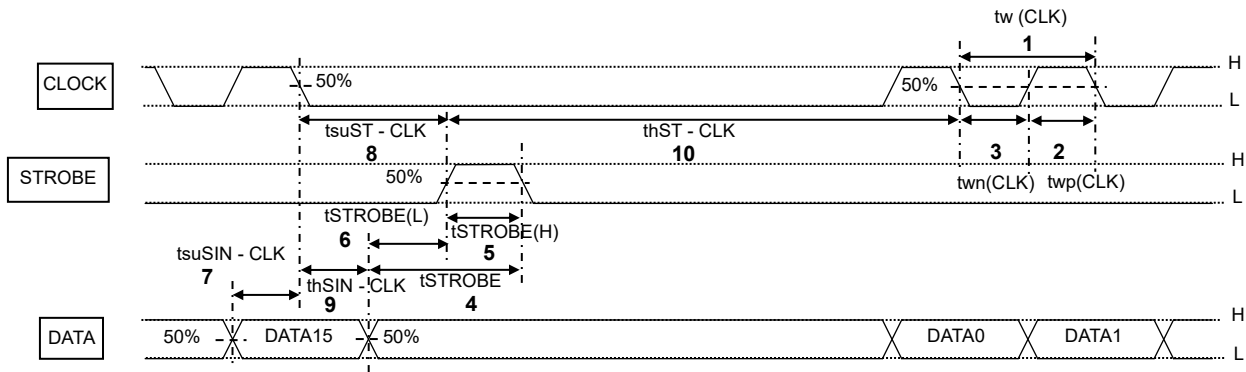 tw (CLK)
1
H
CLOCK
50%
50%
L
tsuST - CLK
thST - CLK
8
10
3
2
H
STROBE
50%
twn(CLK)
twp(CLK)
L
tSTROBE(L)
6
tSTROBE(H)
5
tsuSIN - CLK
7
thSIN - CLK
9
tSTROBE
4
H
DATA
50%
DATA15
50%
DATA0
DATA1
L